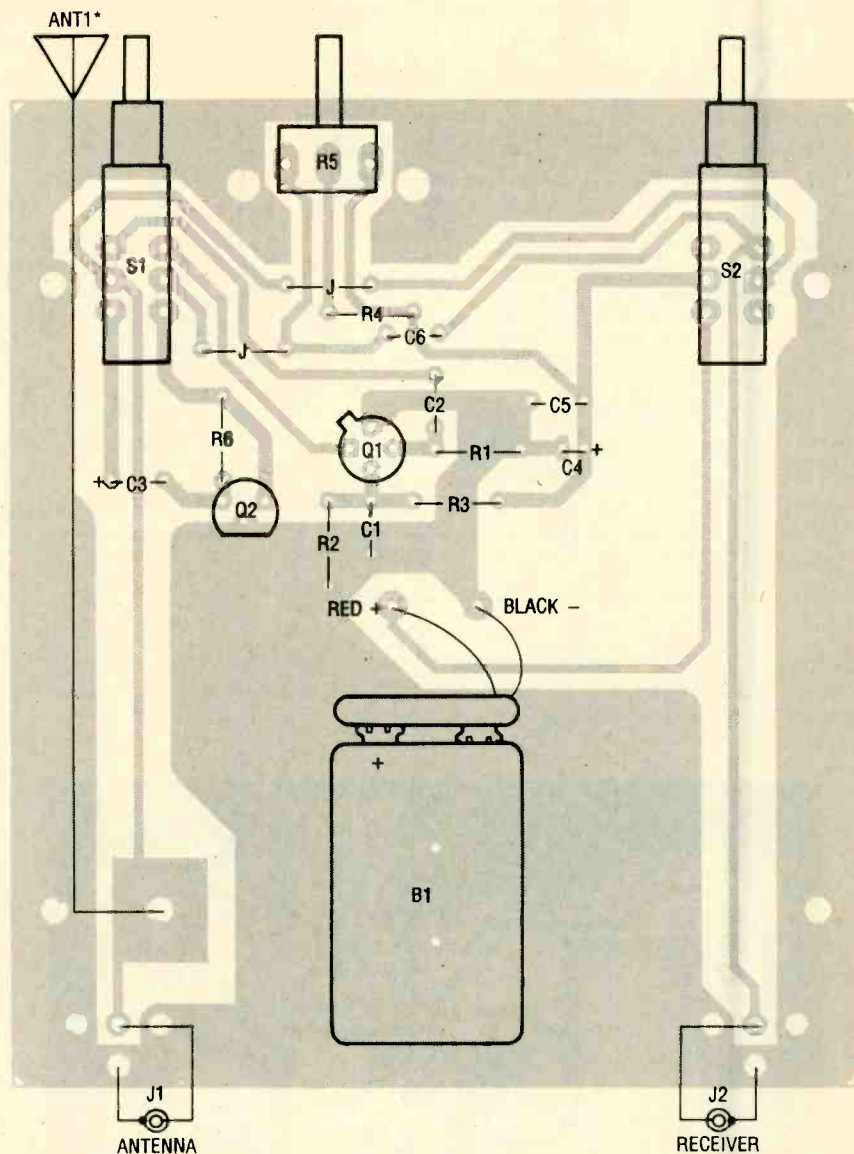 ANT1*
R5
S1
S2
J
R4
C6
J
C2
C5
R6
Q1
R1
C4 +
+ C3
Q2
R3
R2
C1
RED +
BLACK –
+
B1
J1
J2
ANTENNA
RECEIVER